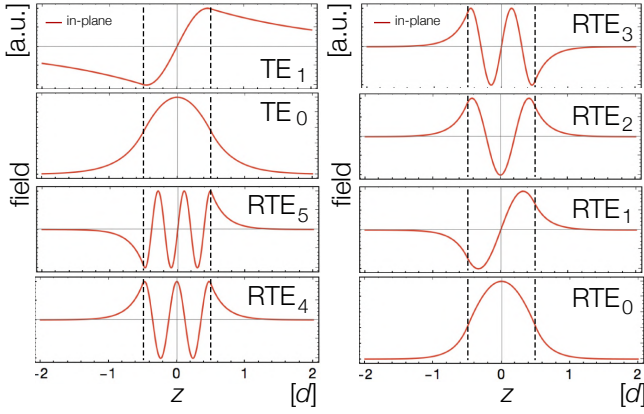 [a.u.]
in-plane
TE1
TE0
field
RTE5
RTE4
-2
-1
0
1
2
z
[d]
[a.u.]
in-plane
RTE3
RTE2
field
RTE1
RTE0
-2
-1
0
1
2
z
[d]